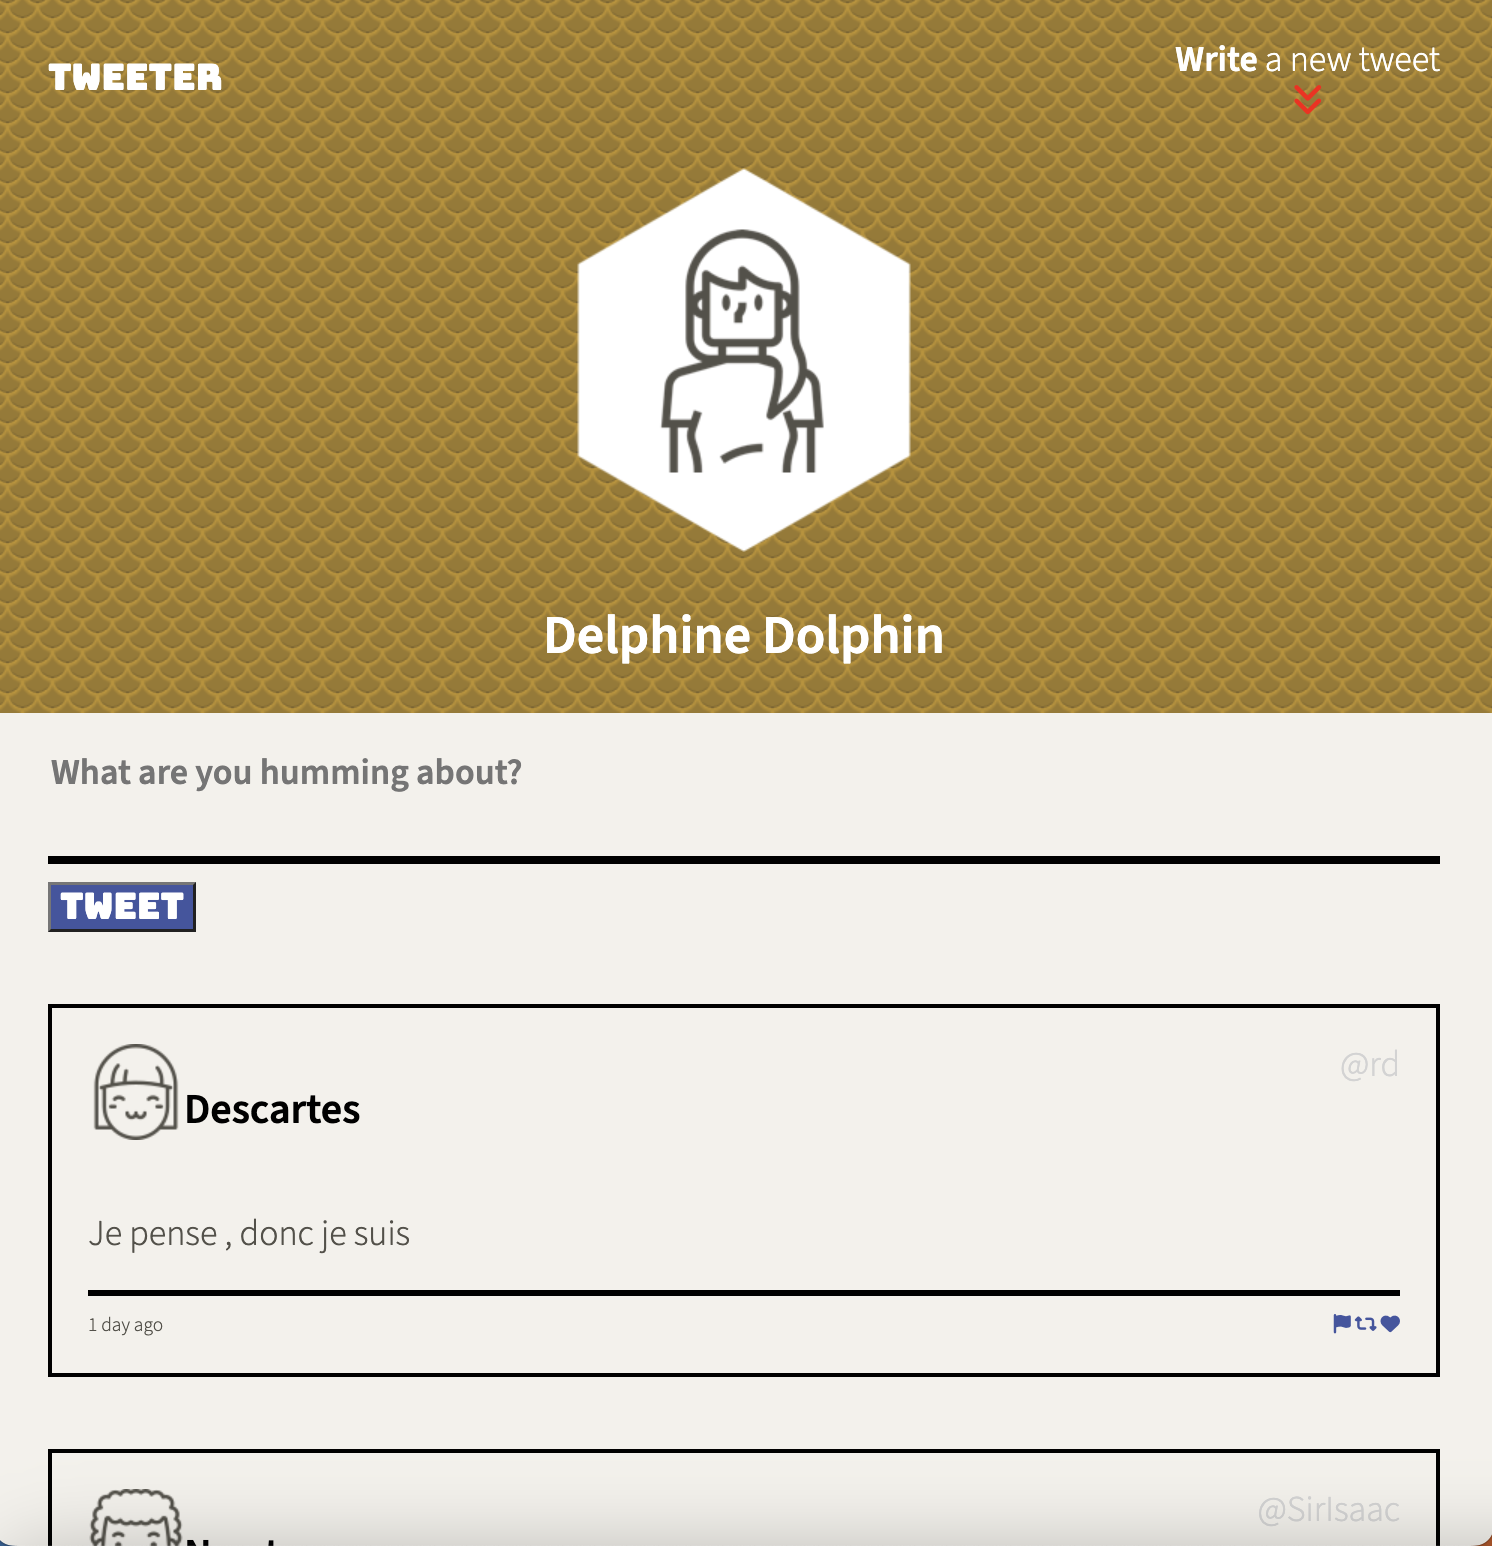 TWEETER
Write a new tweet
Delphine Dolphin
What are you humming about?
TWEET
@rd
Descartes
Je pense , donc je suis
1 day ago
@SirIsaac